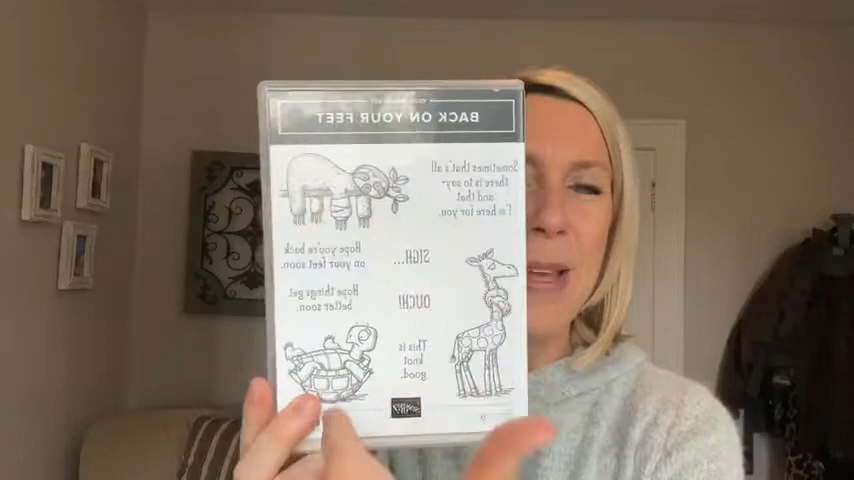 BACK ON YOUR FEET
Sometimes that's all
there is to say-
and that
I'm here for you.
Hope you're back
on your feet soon.
SIGH...
Hope things get
better soon.
OUCH!
This is
knot
good.